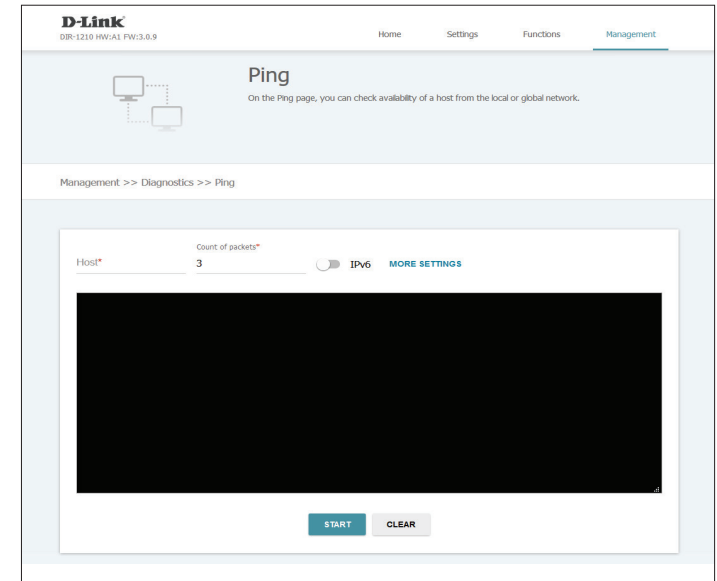 D-Link
DIR-1210 HW:A1 FW:3.0.9
Home Settings Functions Management
Ping
On the Ping page, you can check availability of a host from the local or global network.
Management >> Diagnostics >> Ping
Count of packets*
Host* 3 IPv6 MORE SETTINGS
START CLEAR